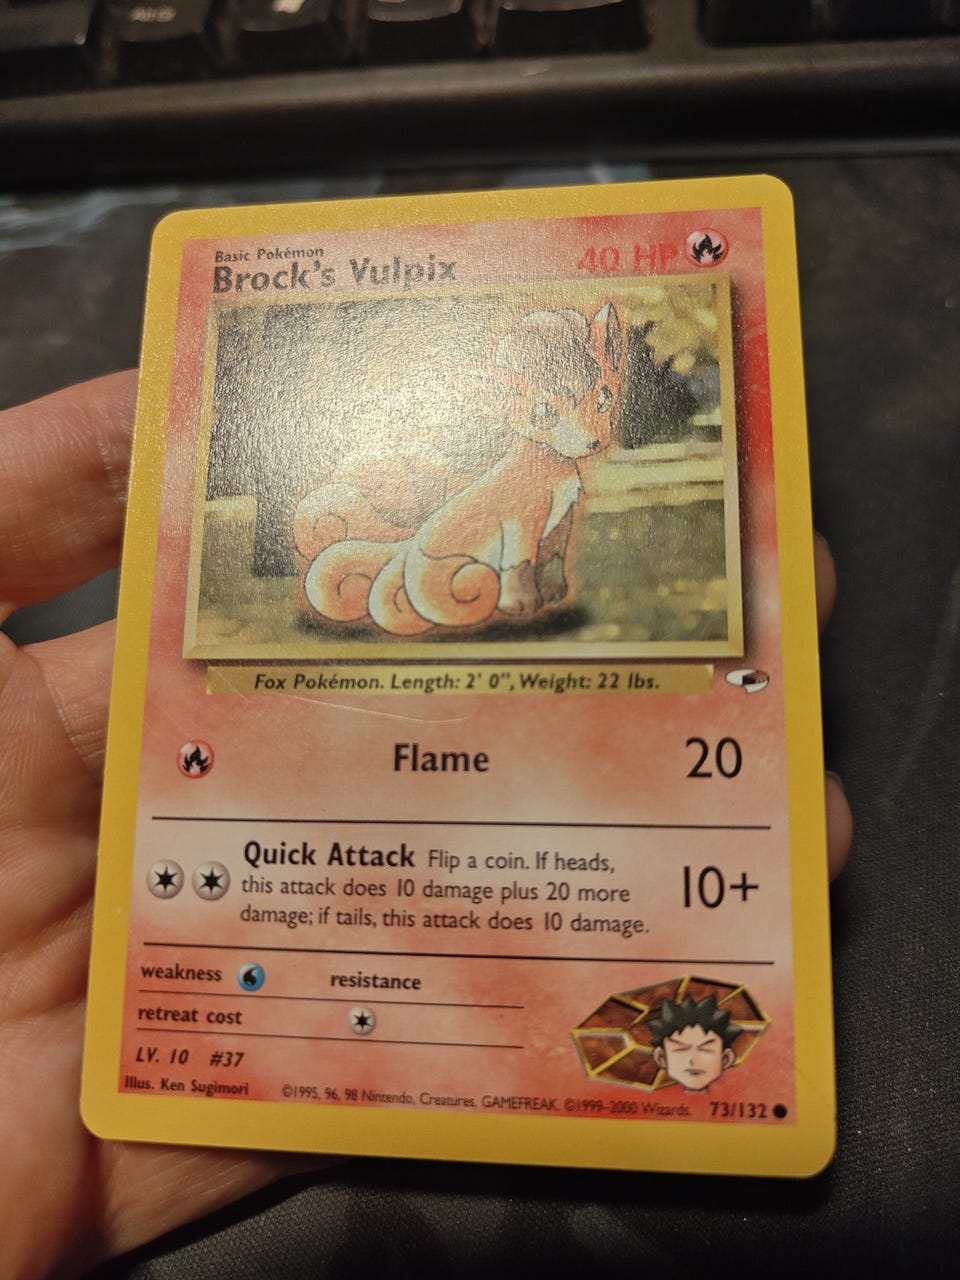 Basic Pokémon
Brock's Vulpix
40 HP
Fox Pokémon. Length: 2' 0", Weight: 22 lbs.
Flame 20
Quick Attack Flip a coin. If heads,
this attack does 10 damage plus 20 more
damage; if tails, this attack does 10 damage.
10+
weakness
resistance
retreat cost
LV. 10 #37
Illus. Ken Sugimori
©1995, 96, 98 Nintendo, Creatures, GAMEFREAK. ©1999-2000 Wizards. 73/132